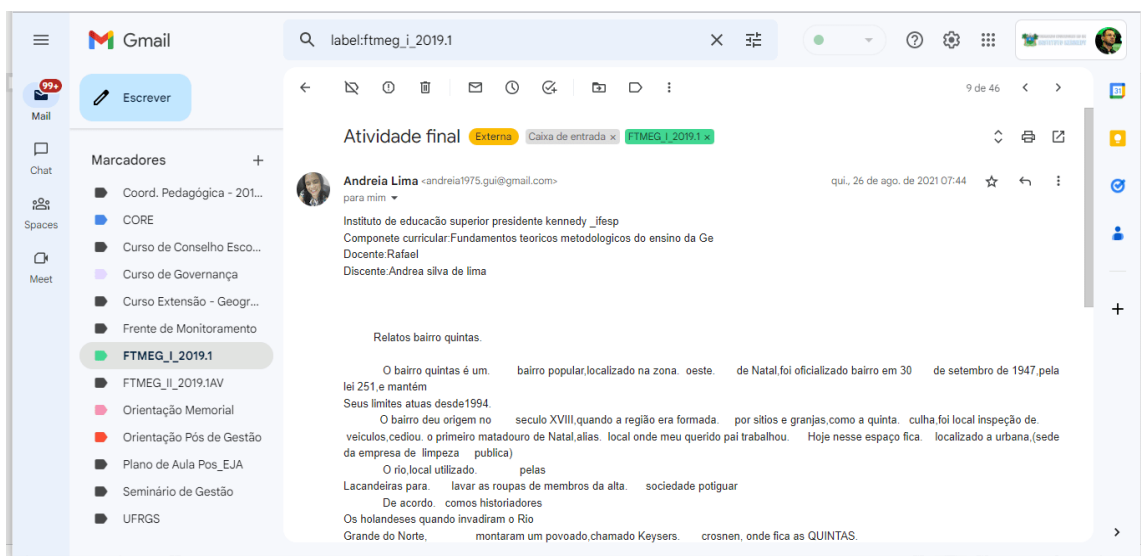 Gmail
label:ftmeg_i_2019.1
99+
Mail
Chat
Spaces
Meet
Escrever
Marcadores
Coord. Pedagógica - 201...
CORE
Curso de Conselho Esco...
Curso de Governança
Curso Extensão - Geogr...
Frente de Monitoramento
FTMEG_I_2019.1
FTMEG_II_2019.1AV
Orientação Memorial
Orientação Pós de Gestão
Plano de Aula Pos_EJA
Seminário de Gestão
UFRGS
9 de 46
Atividade final Externa Caixa de entrada x FTMEG_I_2019.1 x
Andreia Lima <andreia1975.gui@gmail.com> qui., 26 de ago. de 2021 07:44
para mim
Instituto de educacão superior presidente kennedy _ifesp
Componete curricular:Fundamentos teoricos metodologicos do ensino da Ge
Docente:Rafael
Discente:Andrea silva de lima
Relatos bairro quintas.
O bairro quintas é um. bairro popular,localizado na zona. oeste. de Natal,foi oficializado bairro em 30 de setembro de 1947,pela
lei 251,e mantém
Seus limites atuas desde1994.
O bairro deu origem no seculo XVIII,quando a região era formada. por sitios e granjas,como a quinta. culha,foi local inspeção de.
veiculos,cediou. o primeiro matadouro de Natal,alias. local onde meu querido pai trabalhou. Hoje nesse espaço fica. localizado a urbana,(sede
da empresa de limpeza publica)
O rio,local utilizado. pelas
Lacandeiras para. lavar as roupas de membros da alta. sociedade potiguar
De acordo. comos historiadores
Os holandeses quando invadiram o Rio
Grande do Norte, montaram um povoado,chamado Keysers. crosnen, onde fica as QUINTAS.
31